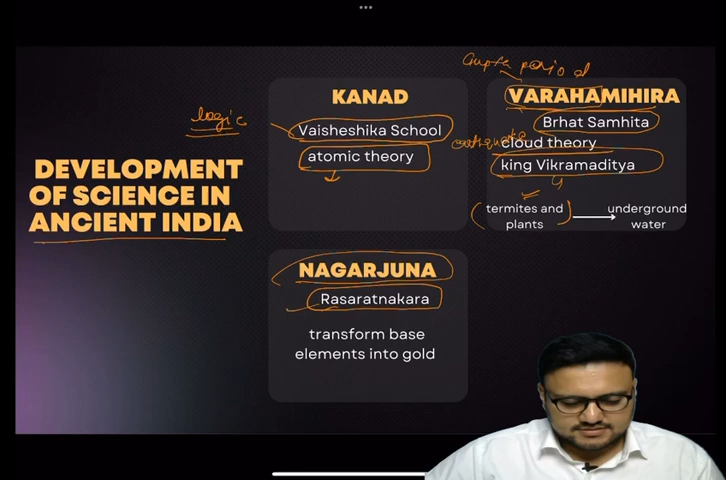 DEVELOPMENT
OF SCIENCE IN
ANCIENT INDIA
logic
KANAD
Vaisheshika School
atomic theory
Gupta period
VARAHAMIHIRA
Brhat Samhita
cloud theory
king Vikramaditya
termites and
plants
underground
water
NAGARJUNA
Rasaratnakara
transform base
elements into gold